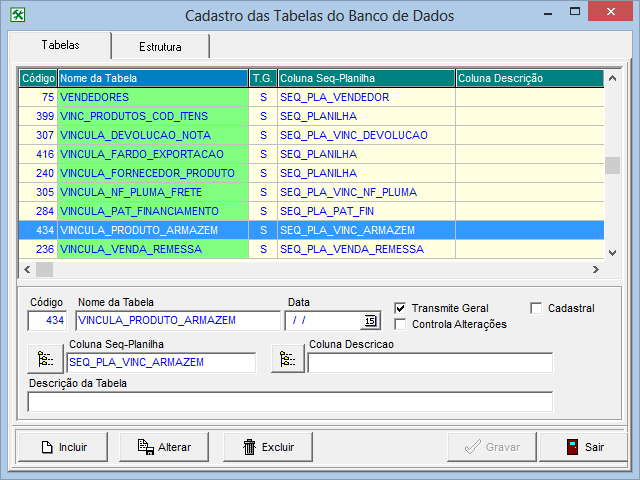 Cadastro das Tabelas do Banco de Dados
Tabelas
Estrutura
Código Nome da Tabela T.G. Coluna Seq-Planilha Coluna Descrição
75 VENDEDORES S SEQ_PLA_VENDEDOR
399 VINC_PRODUTOS_COD_ITENS S SEQ_PLANILHA
307 VINCULA_DEVOLUCAO_NOTA S SEQ_PLA_VINC_DEVOLUCAO
416 VINCULA_FARDO_EXPORTACAO S SEQ_PLANILHA
240 VINCULA_FORNECEDOR_PRODUTO S SEQ_PLANILHA
305 VINCULA_NF_PLUMA_FRETE S SEQ_PLA_VINC_NF_PLUMA
284 VINCULA_PAT_FINANCIAMENTO S SEQ_PLA_PAT_FIN
434 VINCULA_PRODUTO_ARMAZEM S SEQ_PLA_VINC_ARMAZEM
236 VINCULA_VENDA_REMESSA S SEQ_PLA_VENDA_REMESSA
Código Nome da Tabela Data
434 VINCULA_PRODUTO_ARMAZEM / / 15
Transmite Geral Cadastral
Controla Alterações
Coluna Seq-Planilha Coluna Descricao
SEQ_PLA_VINC_ARMAZEM
Descrição da Tabela
Incluir Alterar Excluir Gravar Sair